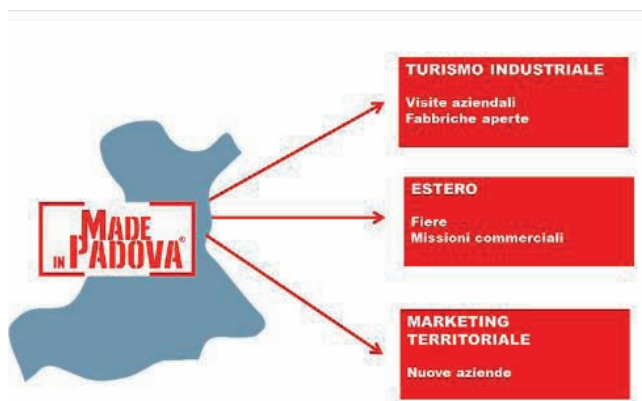 MADE
IN PADOVA®
TURISMO INDUSTRIALE
Visite aziendali
Fabbriche aperte
ESTERO
Fiere
Missioni commerciali
MARKETING
TERRITORIALE
Nuove aziende